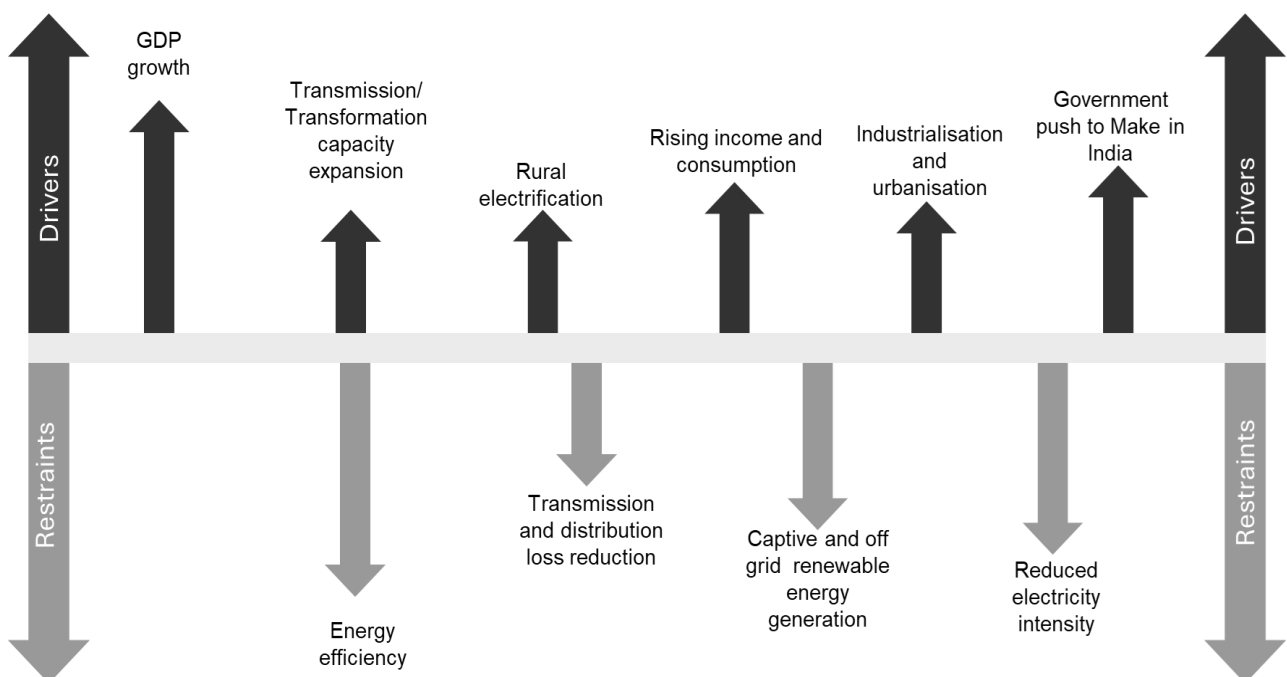 Drivers
GDP
growth
Transmission/
Transformation
capacity
expansion
Rural
electrification
Rising income and
consumption
Industrialisation
and
urbanisation
Government
push to Make in
India
Drivers
Restraints
Energy
efficiency
Transmission
and distribution
loss reduction
Captive and off
grid renewable
energy
generation
Reduced
electricity
intensity
Restraints